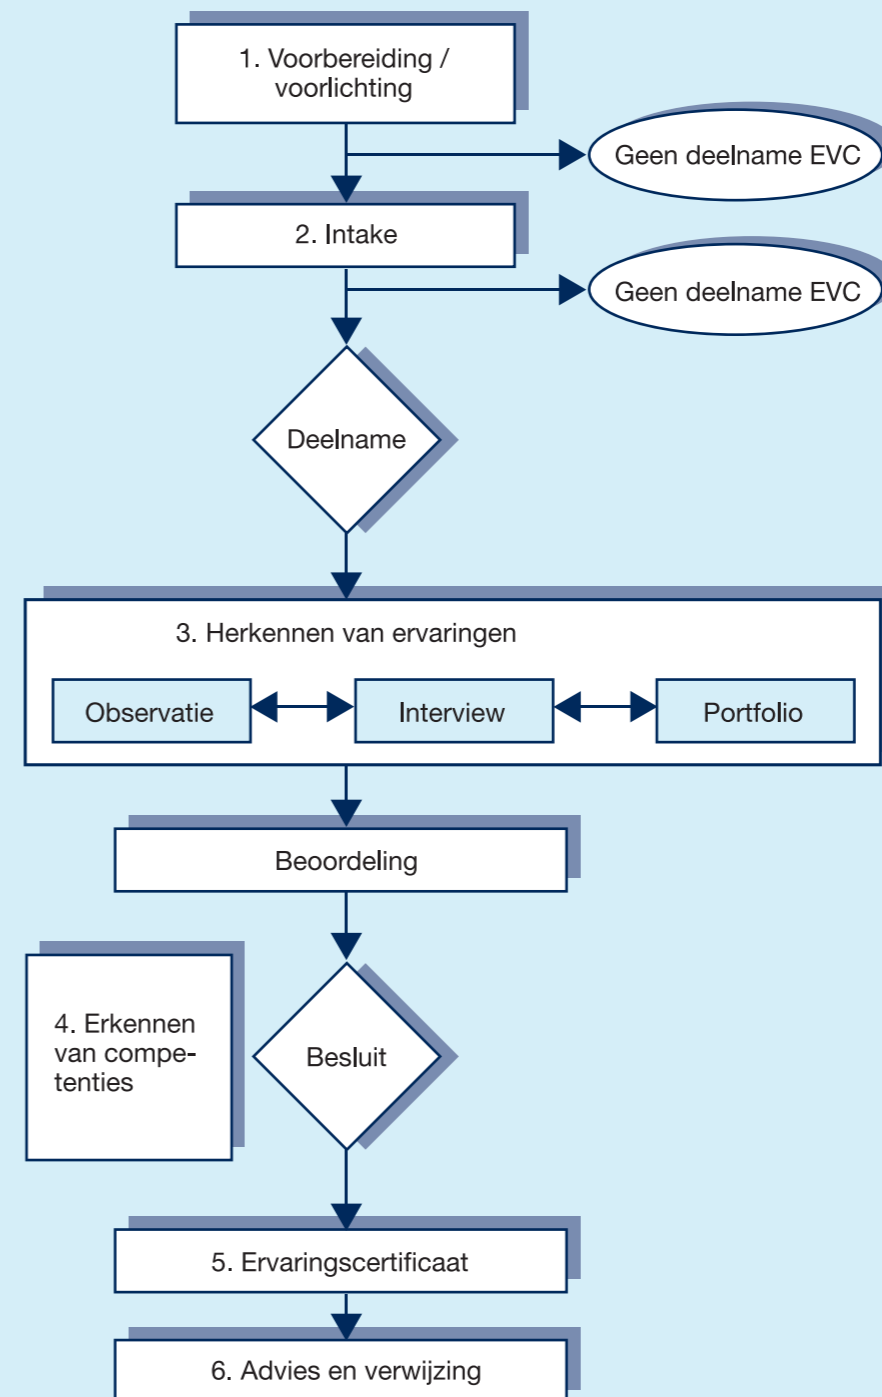 1. Voorbereiding /
voorlichting
Geen deelname EVC
2. Intake
Geen deelname EVC
Deelname
3. Herkennen van ervaringen
Observatie
Interview
Portfolio
Beoordeling
4. Erkennen
van compe-
tenties
Besluit
5. Ervaringscertificaat
6. Advies en verwijzing